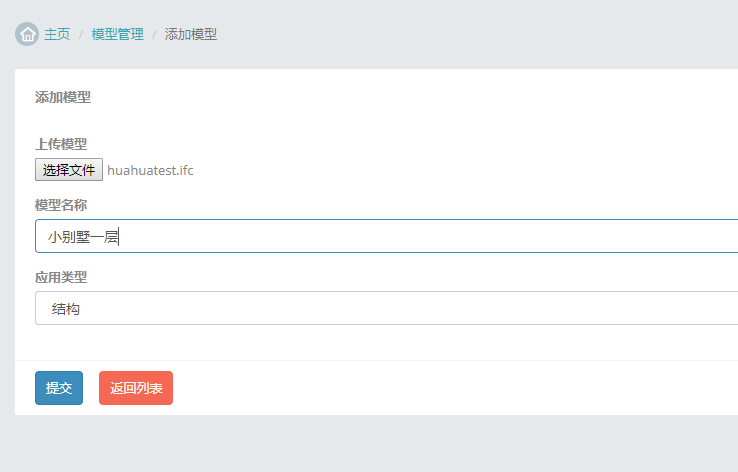 主页 / 模型管理 / 添加模型
添加模型
上传模型
选择文件 huahuatest.ifc
模型名称
小别墅一层
应用类型
结构
提交 返回列表